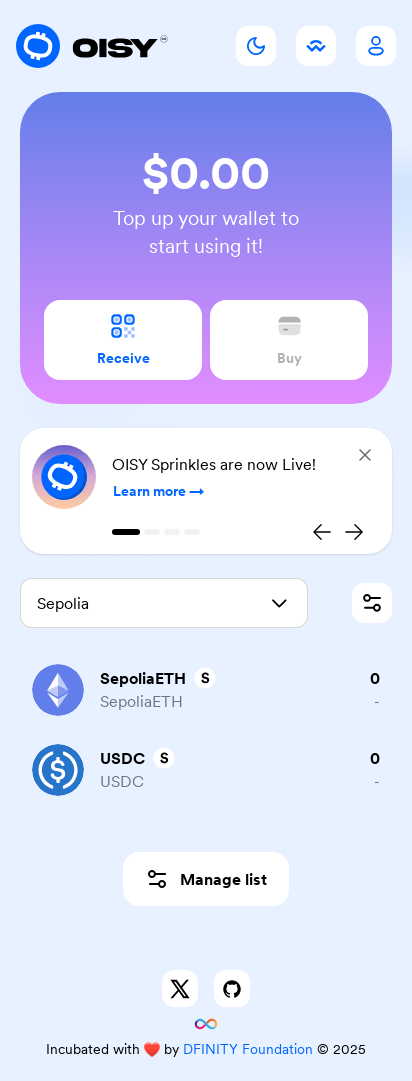 OISY
$0.00
Top up your wallet to
start using it!
Receive
Buy
OISY Sprinkles are now Live!
Learn more
Sepolia
SepoliaETH S
0
SepoliaETH
-
USDC S
0
USDC
-
Manage list
Incubated with ❤️ by DFINITY Foundation © 2025